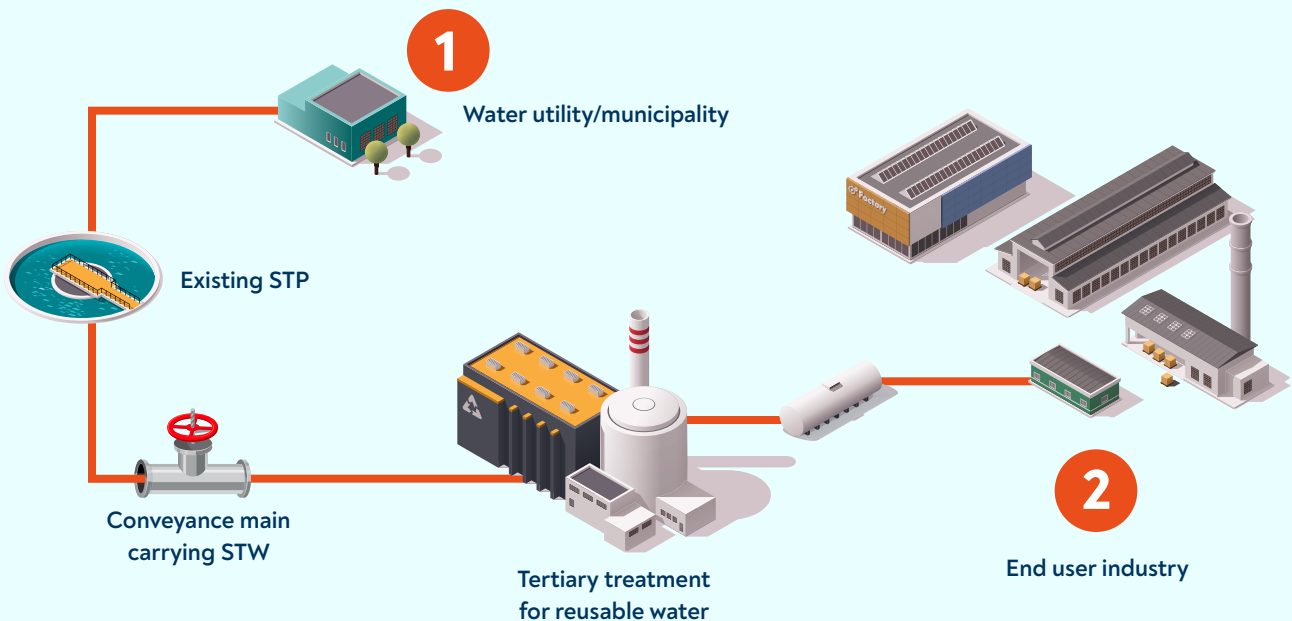 1
Water utility/municipality
Factory
Existing STP
Conveyance main
carrying STW
Tertiary treatment
for reusable water
2
End user industry